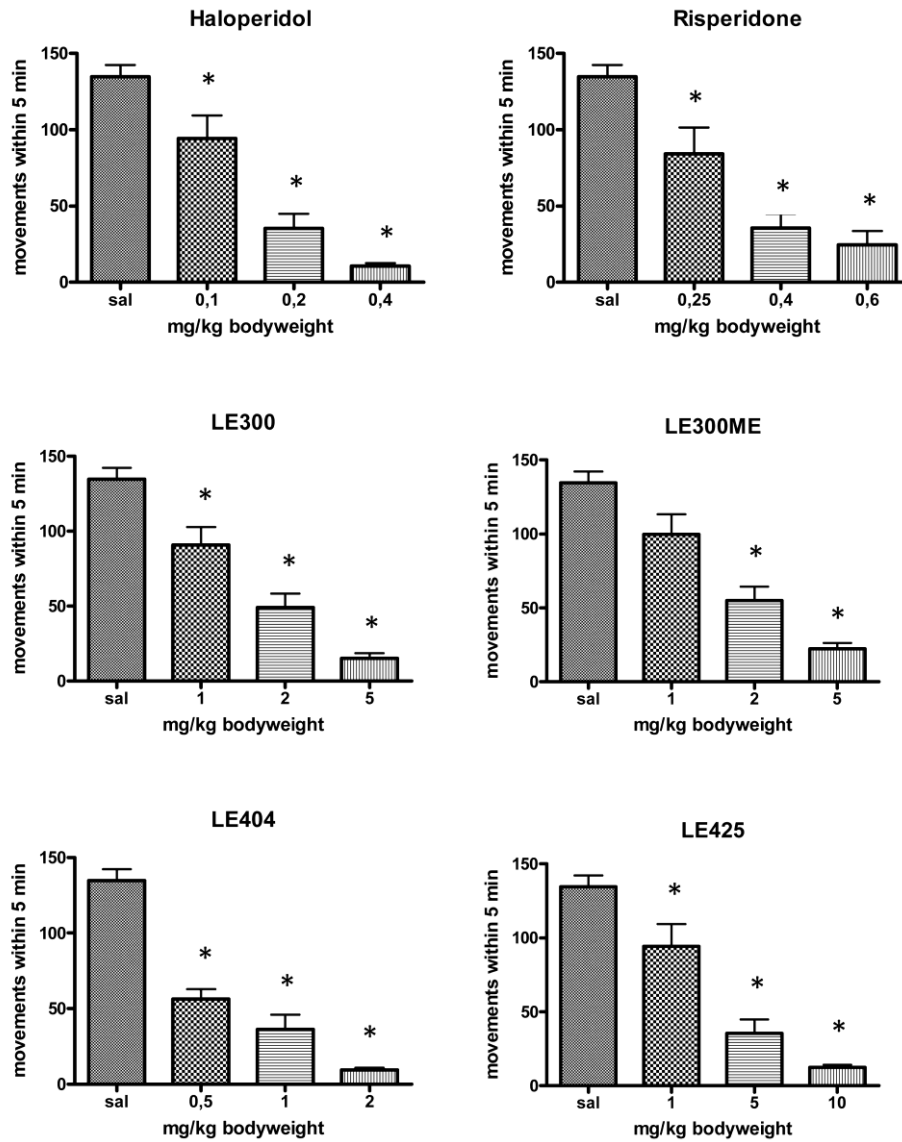 Haloperidol
movements within 5 min
150
100
50
0
*
*
*
sal 0,1 0,2 0,4
mg/kg bodyweight
Risperidone
movements within 5 min
150
100
50
0
*
*
*
sal 0,25 0,4 0,6
mg/kg bodyweight
LE300
movements within 5 min
150
100
50
0
*
*
*
sal 1 2 5
mg/kg bodyweight
LE300ME
movements within 5 min
150
100
50
0
*
*
sal 1 2 5
mg/kg bodyweight
LE404
movements within 5 min
150
100
50
0
*
*
*
sal 0,5 1 2
mg/kg bodyweight
LE425
movements within 5 min
150
100
50
0
*
*
*
sal 1 5 10
mg/kg bodyweight